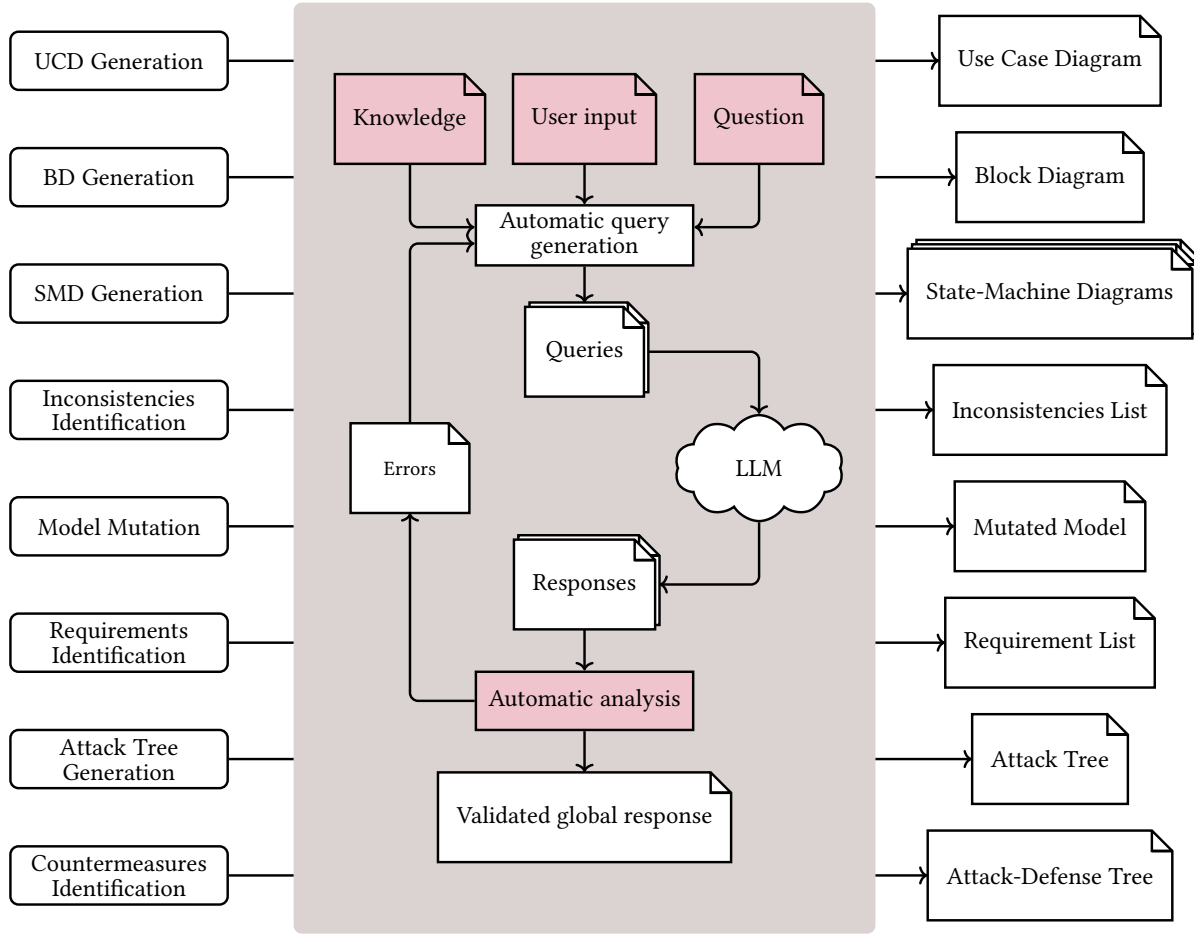 UCD Generation
BD Generation
SMD Generation
Inconsistencies
Identification
Model Mutation
Requirements
Identification
Attack Tree
Generation
Countermeasures
Identification
Knowledge
User input
Question
Automatic query
generation
Queries
Errors
LLM
Responses
Automatic analysis
Validated global response
Use Case Diagram
Block Diagram
State-Machine Diagrams
Inconsistencies List
Mutated Model
Requirement List
Attack Tree
Attack-Defense Tree